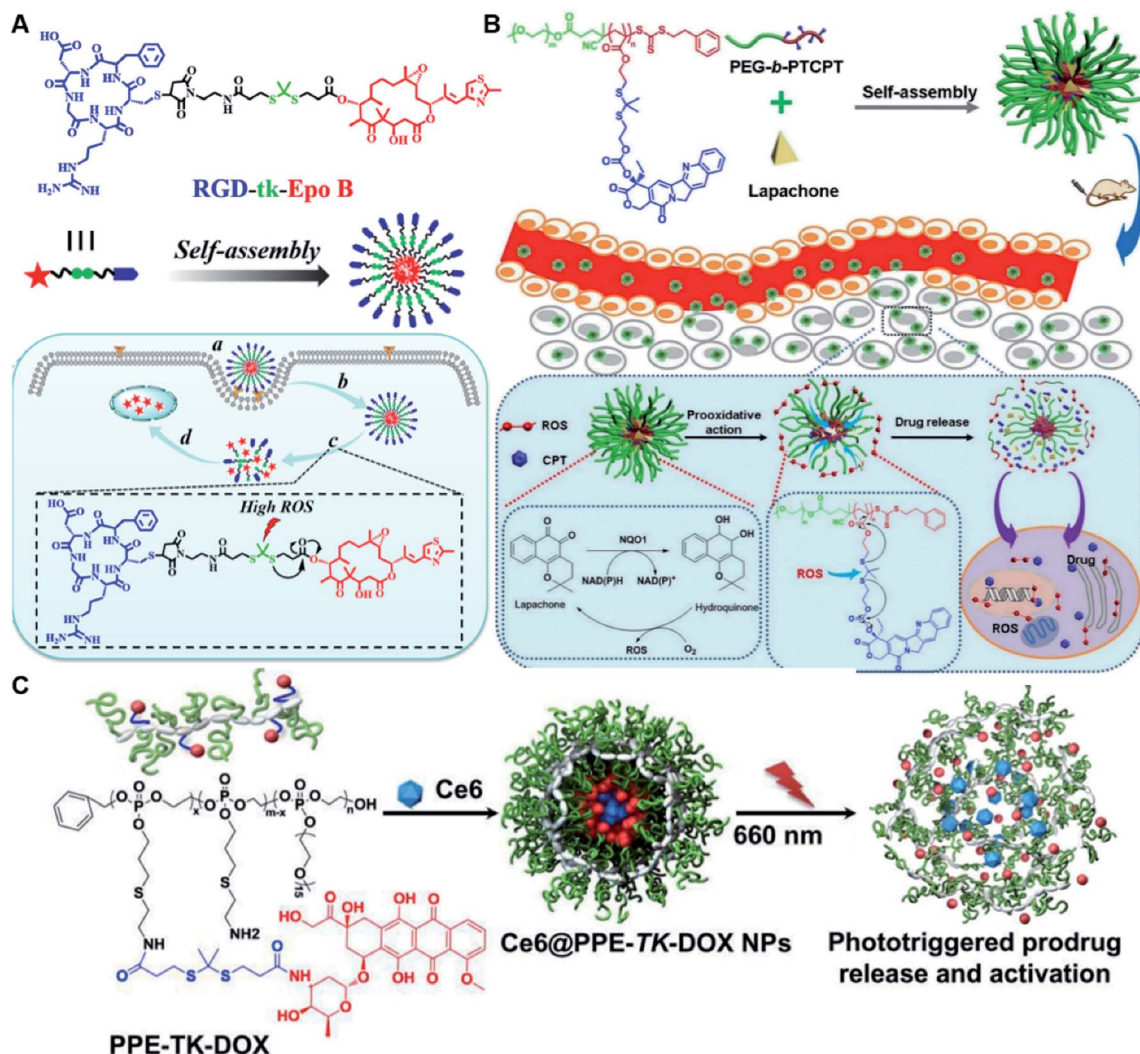 A
RGD-tk-Epo B
Self-assembly
a
b
c
d
High ROS
B
PEG-b-PTCPT
+
Lapachone
Self-assembly
ROS
CPT
Prooxidative
action
Drug release
NQO1
NAD(P)H
NAD(P)+
Lapachone
Hydroquinone
ROS
O2
ROS
Drug
ROS
C
Ce6
660 nm
PPE-TK-DOX
Ce6@PPE-TK-DOX NPs
Phototriggered prodrug
release and activation